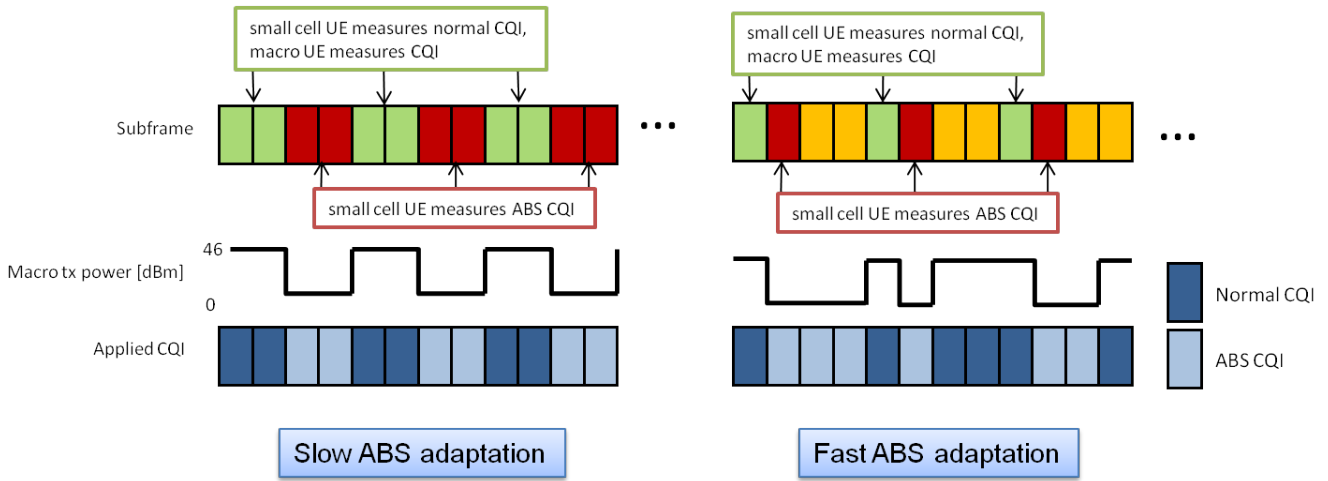 small cell UE measures normal CQI,
macro UE measures CQI
small cell UE measures normal CQI,
macro UE measures CQI
Subframe
...
...
small cell UE measures ABS CQI
small cell UE measures ABS CQI
46
Macro tx power [dBm]
0
Normal CQI
Applied CQI
ABS CQI
Slow ABS adaptation
Fast ABS adaptation